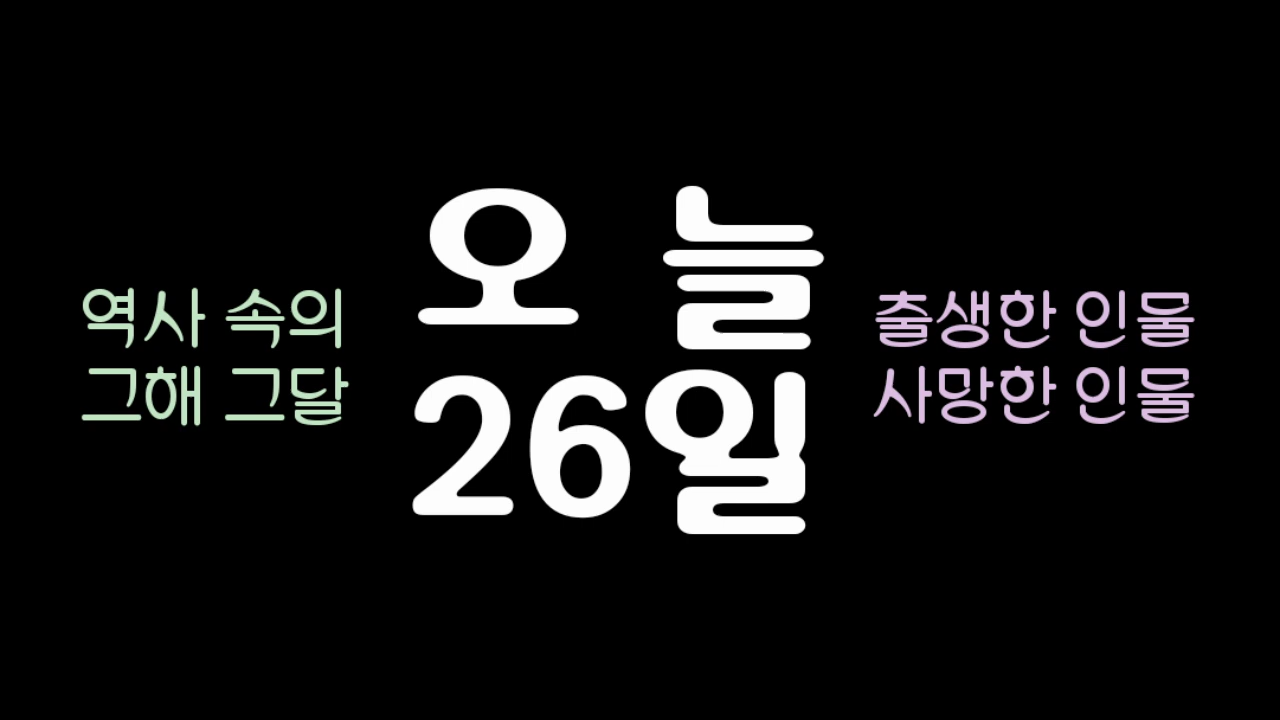 역사 속의
그해 그달
오 늘
26일
출생한 인물
사망한 인물